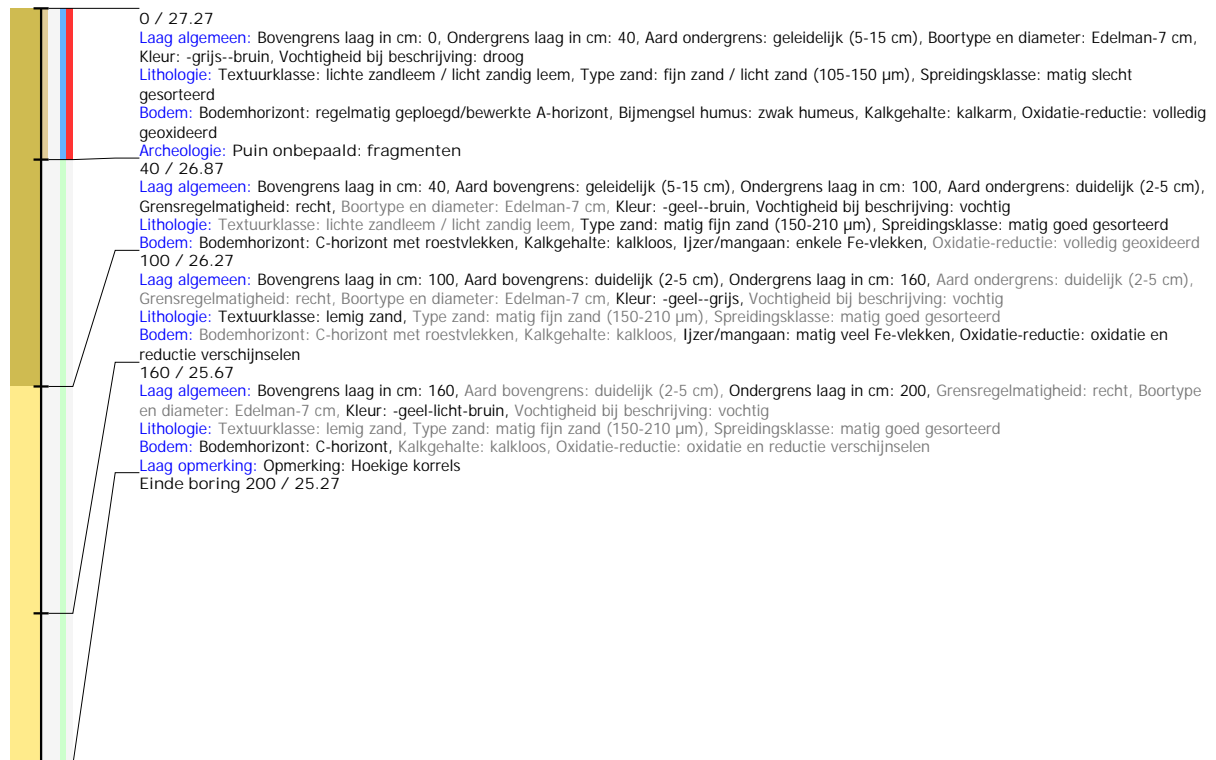 0 / 27.27
Laag algemeen: Bovengrens laag in cm: 0, Ondergrens laag in cm: 40, Aard ondergrens: geleidelijk (5-15 cm), Boortype en diameter: Edelman-7 cm,
Kleur: -grijs--bruin, Vochtigheid bij beschrijving: droog
Lithologie: Textuurklasse: lichte zandleem / licht zandig leem, Type zand: fijn zand / licht zand (105-150 µm), Spreidingsklasse: matig slecht
gesorteerd
Bodem: Bodemhorizont: regelmatig geploegd/bewerkte A-horizont, Bijmengsel humus: zwak humeus, Kalkgehalte: kalkarm, Oxidatie-reductie: volledig
geoxideerd
Archeologie: Puin onbepaald: fragmenten
40 / 26.87
Laag algemeen: Bovengrens laag in cm: 40, Aard bovengrens: geleidelijk (5-15 cm), Ondergrens laag in cm: 100, Aard ondergrens: duidelijk (2-5 cm),
Grensregelmatigheid: recht, Boortype en diameter: Edelman-7 cm, Kleur: -geel--bruin, Vochtigheid bij beschrijving: vochtig
Lithologie: Textuurklasse: lichte zandleem / licht zandig leem, Type zand: matig fijn zand (150-210 µm), Spreidingsklasse: matig goed gesorteerd
Bodem: Bodemhorizont: C-horizont met roestvlekken, Kalkgehalte: kalkloos, Ijzer/mangaan: enkele Fe-vlekken, Oxidatie-reductie: volledig geoxideerd
100 / 26.27
Laag algemeen: Bovengrens laag in cm: 100, Aard bovengrens: duidelijk (2-5 cm), Ondergrens laag in cm: 160, Aard ondergrens: duidelijk (2-5 cm),
Grensregelmatigheid: recht, Boortype en diameter: Edelman-7 cm, Kleur: -geel--grijs, Vochtigheid bij beschrijving: vochtig
Lithologie: Textuurklasse: lemig zand, Type zand: matig fijn zand (150-210 µm), Spreidingsklasse: matig goed gesorteerd
Bodem: Bodemhorizont: C-horizont met roestvlekken, Kalkgehalte: kalkloos, Ijzer/mangaan: matig veel Fe-vlekken, Oxidatie-reductie: oxidatie en
reductie verschijnselen
160 / 25.67
Laag algemeen: Bovengrens laag in cm: 160, Aard bovengrens: duidelijk (2-5 cm), Ondergrens laag in cm: 200, Grensregelmatigheid: recht, Boortype
en diameter: Edelman-7 cm, Kleur: -geel-licht-bruin, Vochtigheid bij beschrijving: vochtig
Lithologie: Textuurklasse: lemig zand, Type zand: matig fijn zand (150-210 µm), Spreidingsklasse: matig goed gesorteerd
Bodem: Bodemhorizont: C-horizont, Kalkgehalte: kalkloos, Oxidatie-reductie: oxidatie en reductie verschijnselen
Laag opmerking: Opmerking: Hoekige korrels
Einde boring 200 / 25.27